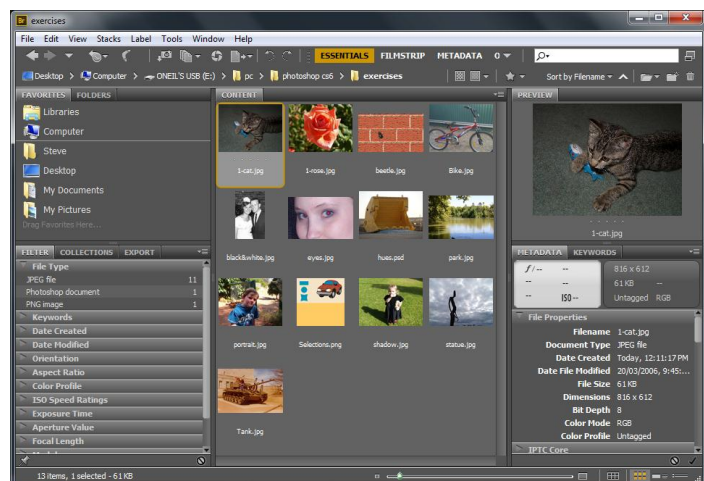 Br exercises
File Edit View Stacks Label Tools Window Help
ESSENTIALS FILMSTRIP METADATA
Desktop > Computer > ONEIL'S USB (E:) > pc > photoshop cs6 > exercises
Sort by Filename
FAVORITES FOLDERS
Libraries
Computer
Steve
Desktop
My Documents
My Pictures
Drag Favorites Here...
FILTER COLLECTIONS EXPORT
File Type
JPEG file 11
Photoshop document 1
PNG image 1
Keywords
Date Created
Date Modified
Orientation
Aspect Ratio
Color Profile
ISO Speed Ratings
Exposure Time
Aperture Value
Focal Length
CONTENT
1-cat.jpg 1-rose.jpg beetle.jpg Bike.jpg
black&white.jpg eyes.jpg hues.psd park.jpg
portrait.jpg Selections.png shadow.jpg statue.jpg
Tank.jpg
PREVIEW
1-cat.jpg
METADATA KEYWORDS
f/-- -- 816 x 612
-- -- 61 KB --
-- ISO-- Untagged RGB
File Properties
Filename 1-cat.jpg
Document Type JPEG file
Date Created Today, 12:11:17 PM
Date File Modified 20/03/2006, 9:45:...
File Size 61 KB
Dimensions 816 x 612
Bit Depth 8
Color Mode RGB
Color Profile Untagged
IPTC Core
13 items, 1 selected - 61 KB